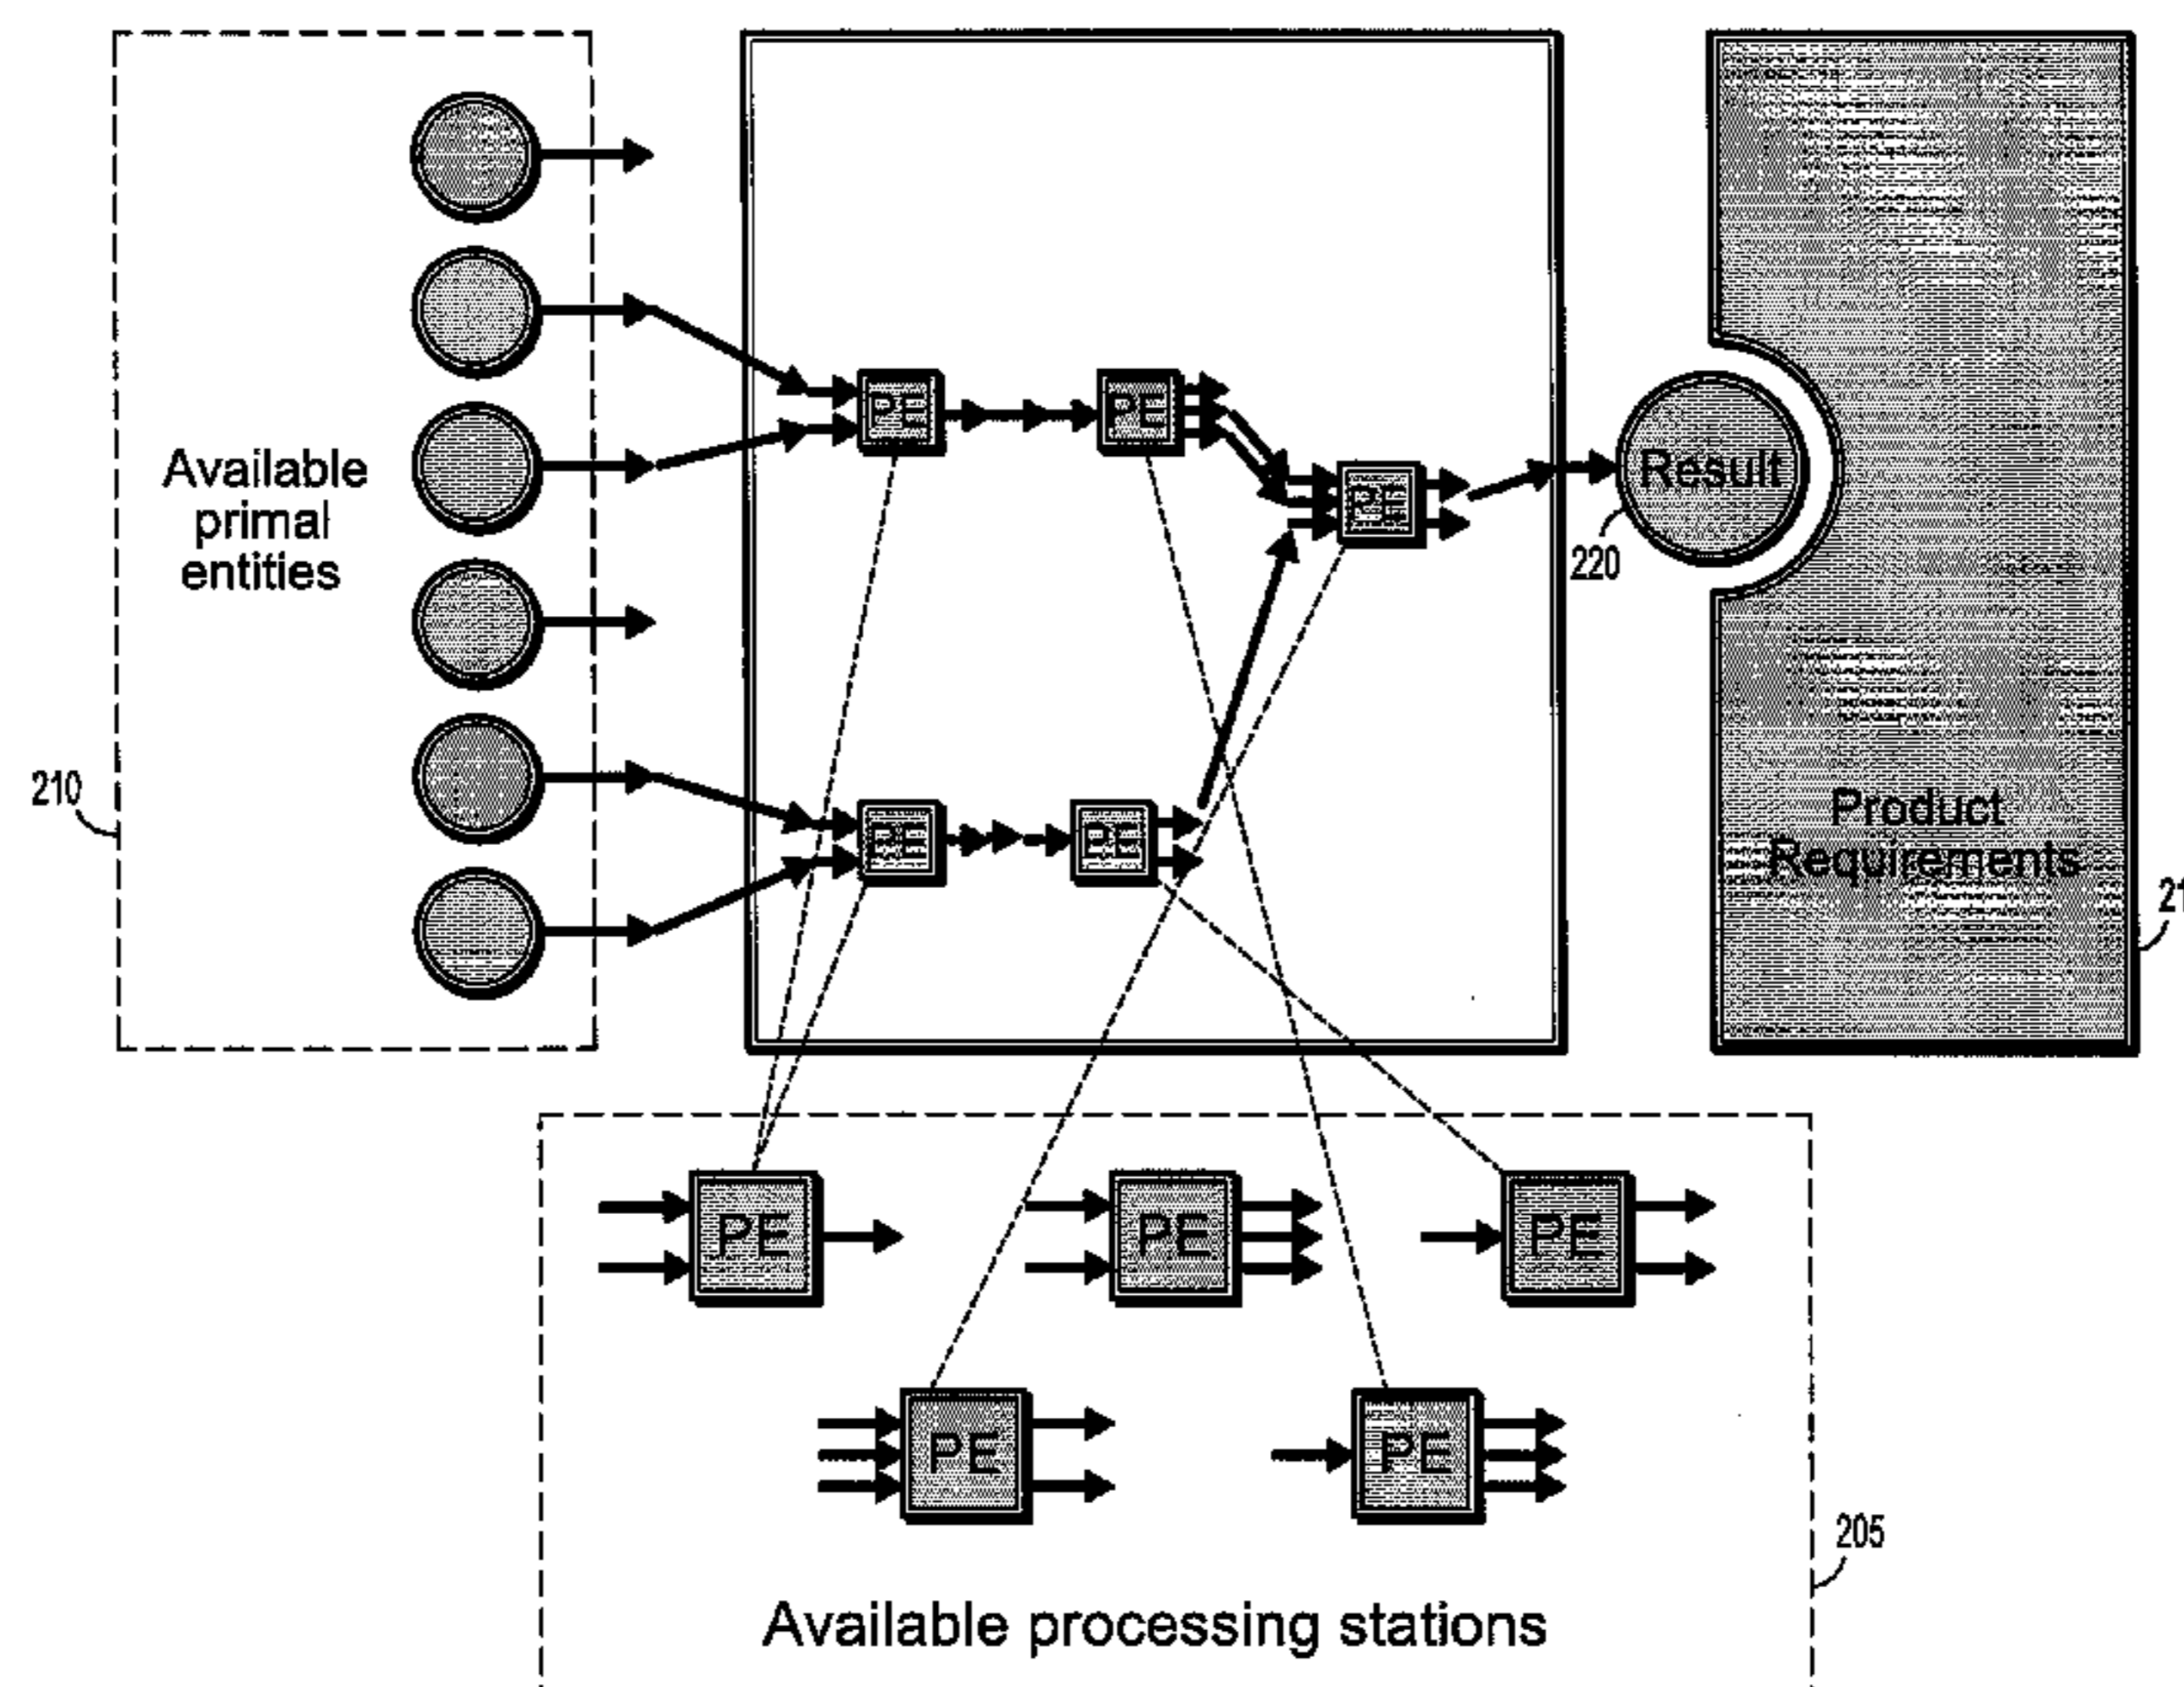 Available
primal
entities
210
PE
PE
PE
PE
PE
Result
220
Product
Requirements
PE
PE
PE
PE
PE
205
Available processing stations